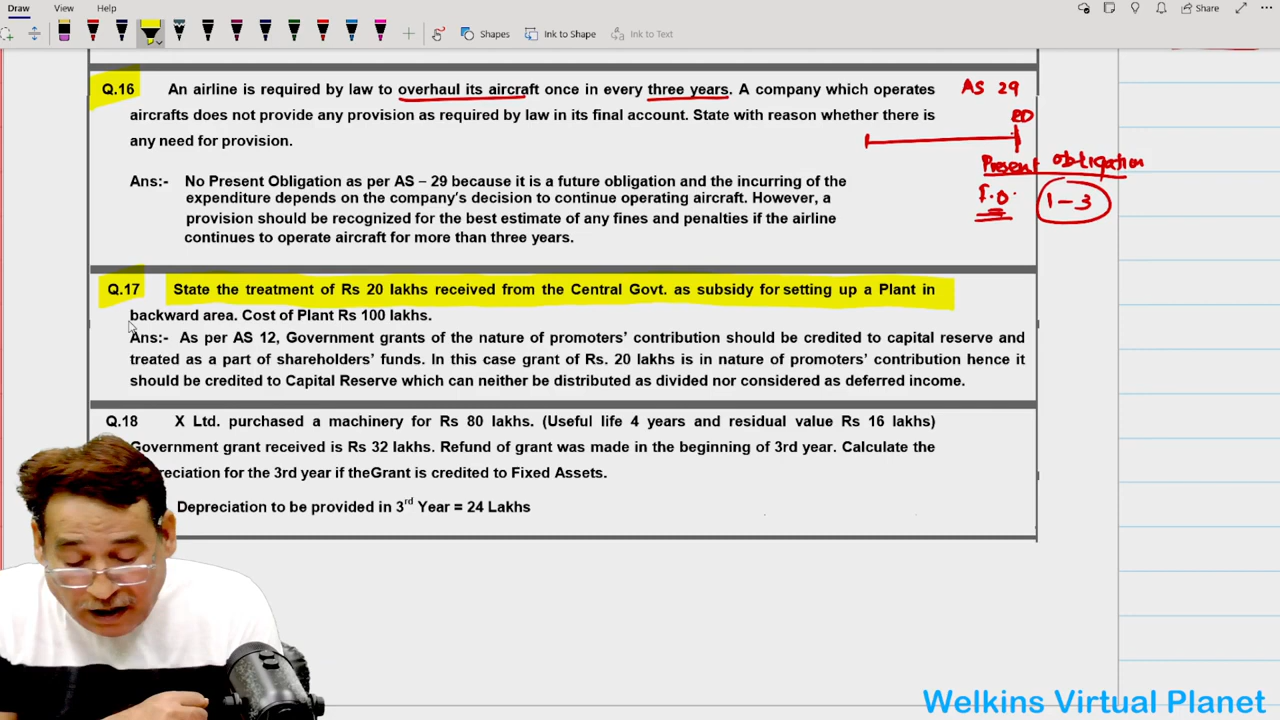 Draw View Help Share
Shapes Ink to Shape Ink to Text
Q.16 An airline is required by law to overhaul its aircraft once in every three years. A company which operates
aircrafts does not provide any provision as required by law in its final account. State with reason whether there is
any need for provision.
AS 29
Present obligation
F.O. 1-3
Ans:- No Present Obligation as per AS – 29 because it is a future obligation and the incurring of the
expenditure depends on the company's decision to continue operating aircraft. However, a
provision should be recognized for the best estimate of any fines and penalties if the airline
continues to operate aircraft for more than three years.
Q.17 State the treatment of Rs 20 lakhs received from the Central Govt. as subsidy for setting up a Plant in
backward area. Cost of Plant Rs 100 lakhs.
Ans:- As per AS 12, Government grants of the nature of promoters' contribution should be credited to capital reserve and
treated as a part of shareholders' funds. In this case grant of Rs. 20 lakhs is in nature of promoters' contribution hence it
should be credited to Capital Reserve which can neither be distributed as divided nor considered as deferred income.
Q.18 X Ltd. purchased a machinery for Rs 80 lakhs. (Useful life 4 years and residual value Rs 16 lakhs)
Government grant received is Rs 32 lakhs. Refund of grant was made in the beginning of 3rd year. Calculate the
for the 3rd year if theGrant is credited to Fixed Assets.
Depreciation to be provided in 3rd Year = 24 Lakhs
Welkins Virtual Planet